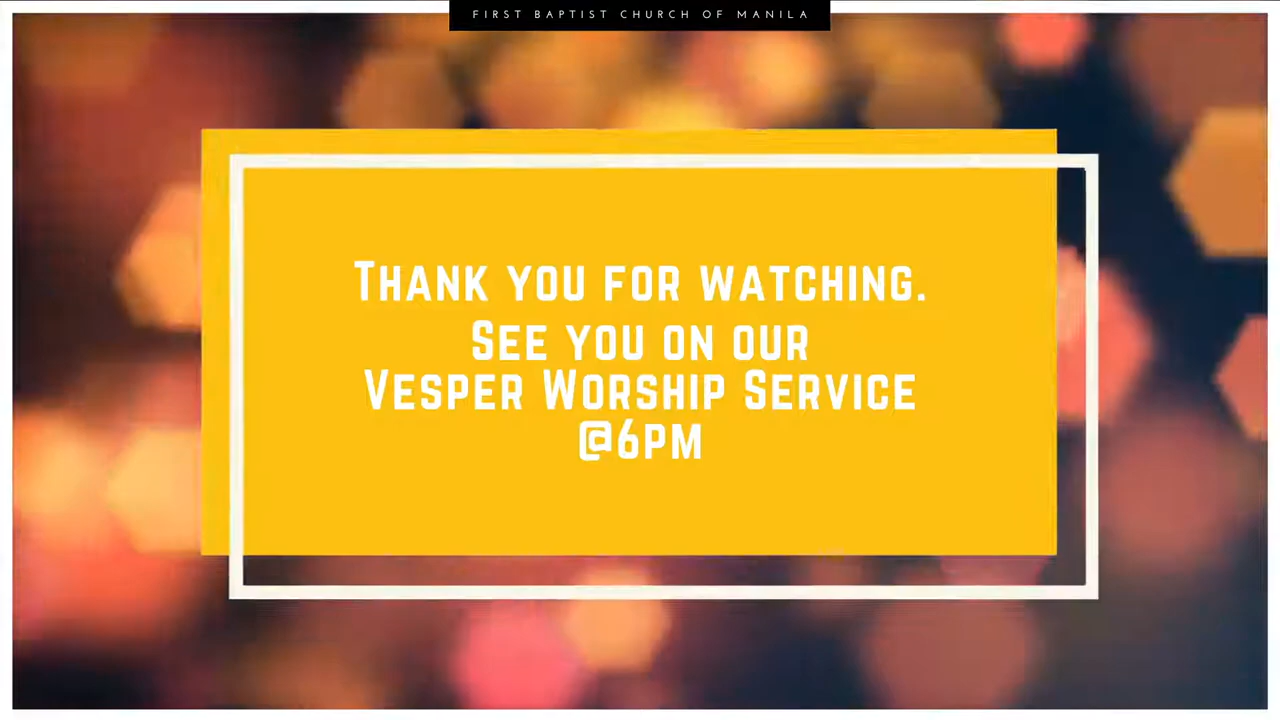 FIRST BAPTIST CHURCH OF MANILA
THANK YOU FOR WATCHING.
SEE YOU ON OUR
VESPER WORSHIP SERVICE
@6PM